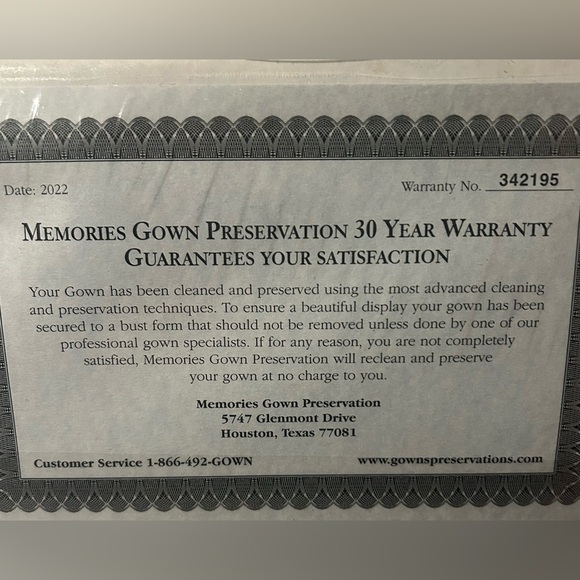 Date: 2022
Warranty No. 342195
MEMORIES GOWN PRESERVATION 30 YEAR WARRANTY
GUARANTEES YOUR SATISFACTION
Your Gown has been cleaned and preserved using the most advanced cleaning
and preservation techniques. To ensure a beautiful display your gown has been
secured to a bust form that should not be removed unless done by one of our
professional gown specialists. If for any reason, you are not completely
satisfied, Memories Gown Preservation will reclean and preserve
your gown at no charge to you.
Memories Gown Preservation
5747 Glenmont Drive
Houston, Texas 77081
Customer Service 1-866-492-GOWN
www.gownspreservations.com